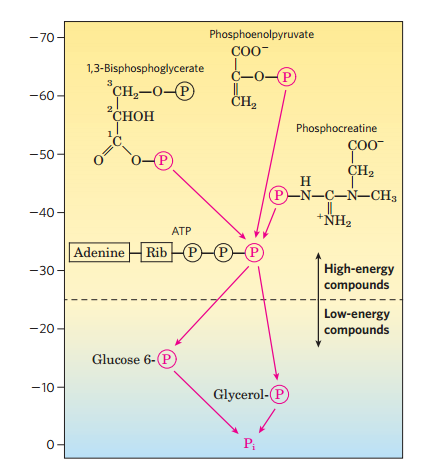 −70
−60
−50
−40
−30
−20
−10
0
Phosphoenolpyruvate
COO⁻
C—O—P
CH₂
1,3-Bisphosphoglycerate
³CH₂—O—P
²CHOH
¹C
O O—P
Phosphocreatine
COO⁻
CH₂
H
P—N—C—N—CH₃
⁺NH₂
ATP
Adenine Rib P P P
High-energy
compounds
Low-energy
compounds
Glucose 6-P
Glycerol-P
Pᵢ